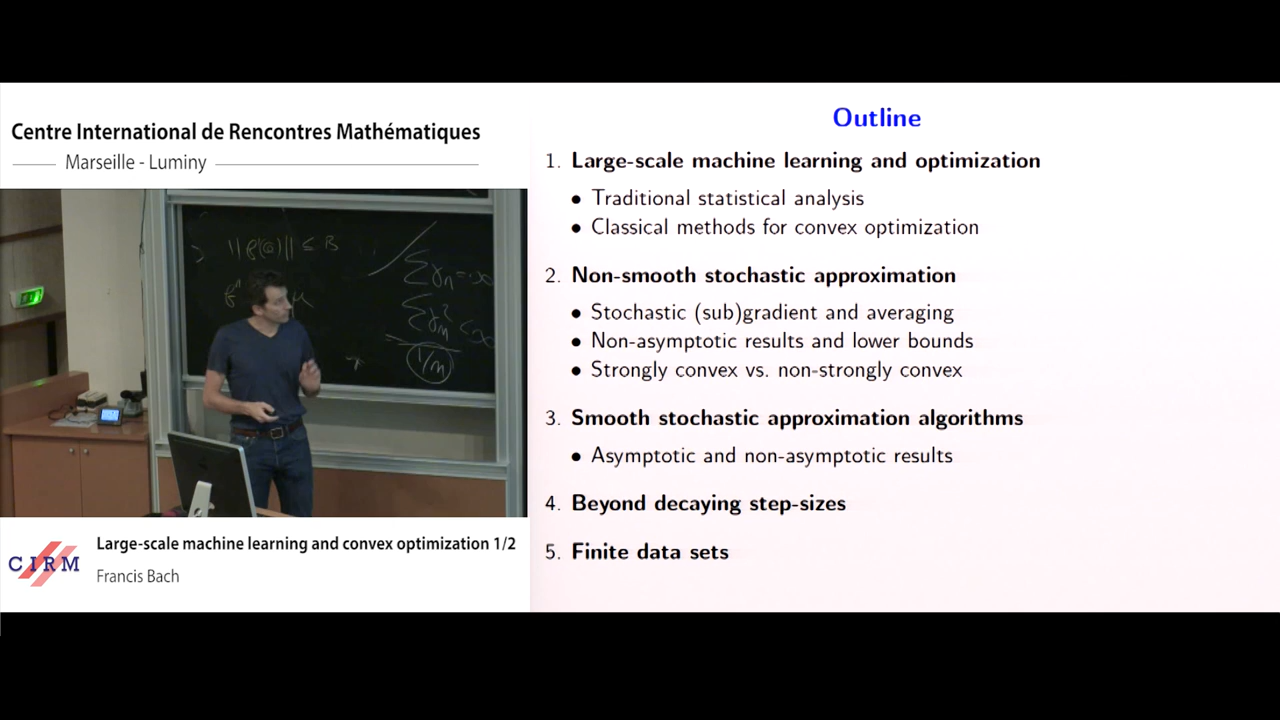 Centre International de Rencontres Mathématiques
Marseille - Luminy
||g(θ)|| ≤ B
∑γn = ∞
∑γn² < ∞
1/n
CIRM
Large-scale machine learning and convex optimization 1/2
Francis Bach
Outline
1. Large-scale machine learning and optimization
• Traditional statistical analysis
• Classical methods for convex optimization
2. Non-smooth stochastic approximation
• Stochastic (sub)gradient and averaging
• Non-asymptotic results and lower bounds
• Strongly convex vs. non-strongly convex
3. Smooth stochastic approximation algorithms
• Asymptotic and non-asymptotic results
4. Beyond decaying step-sizes
5. Finite data sets